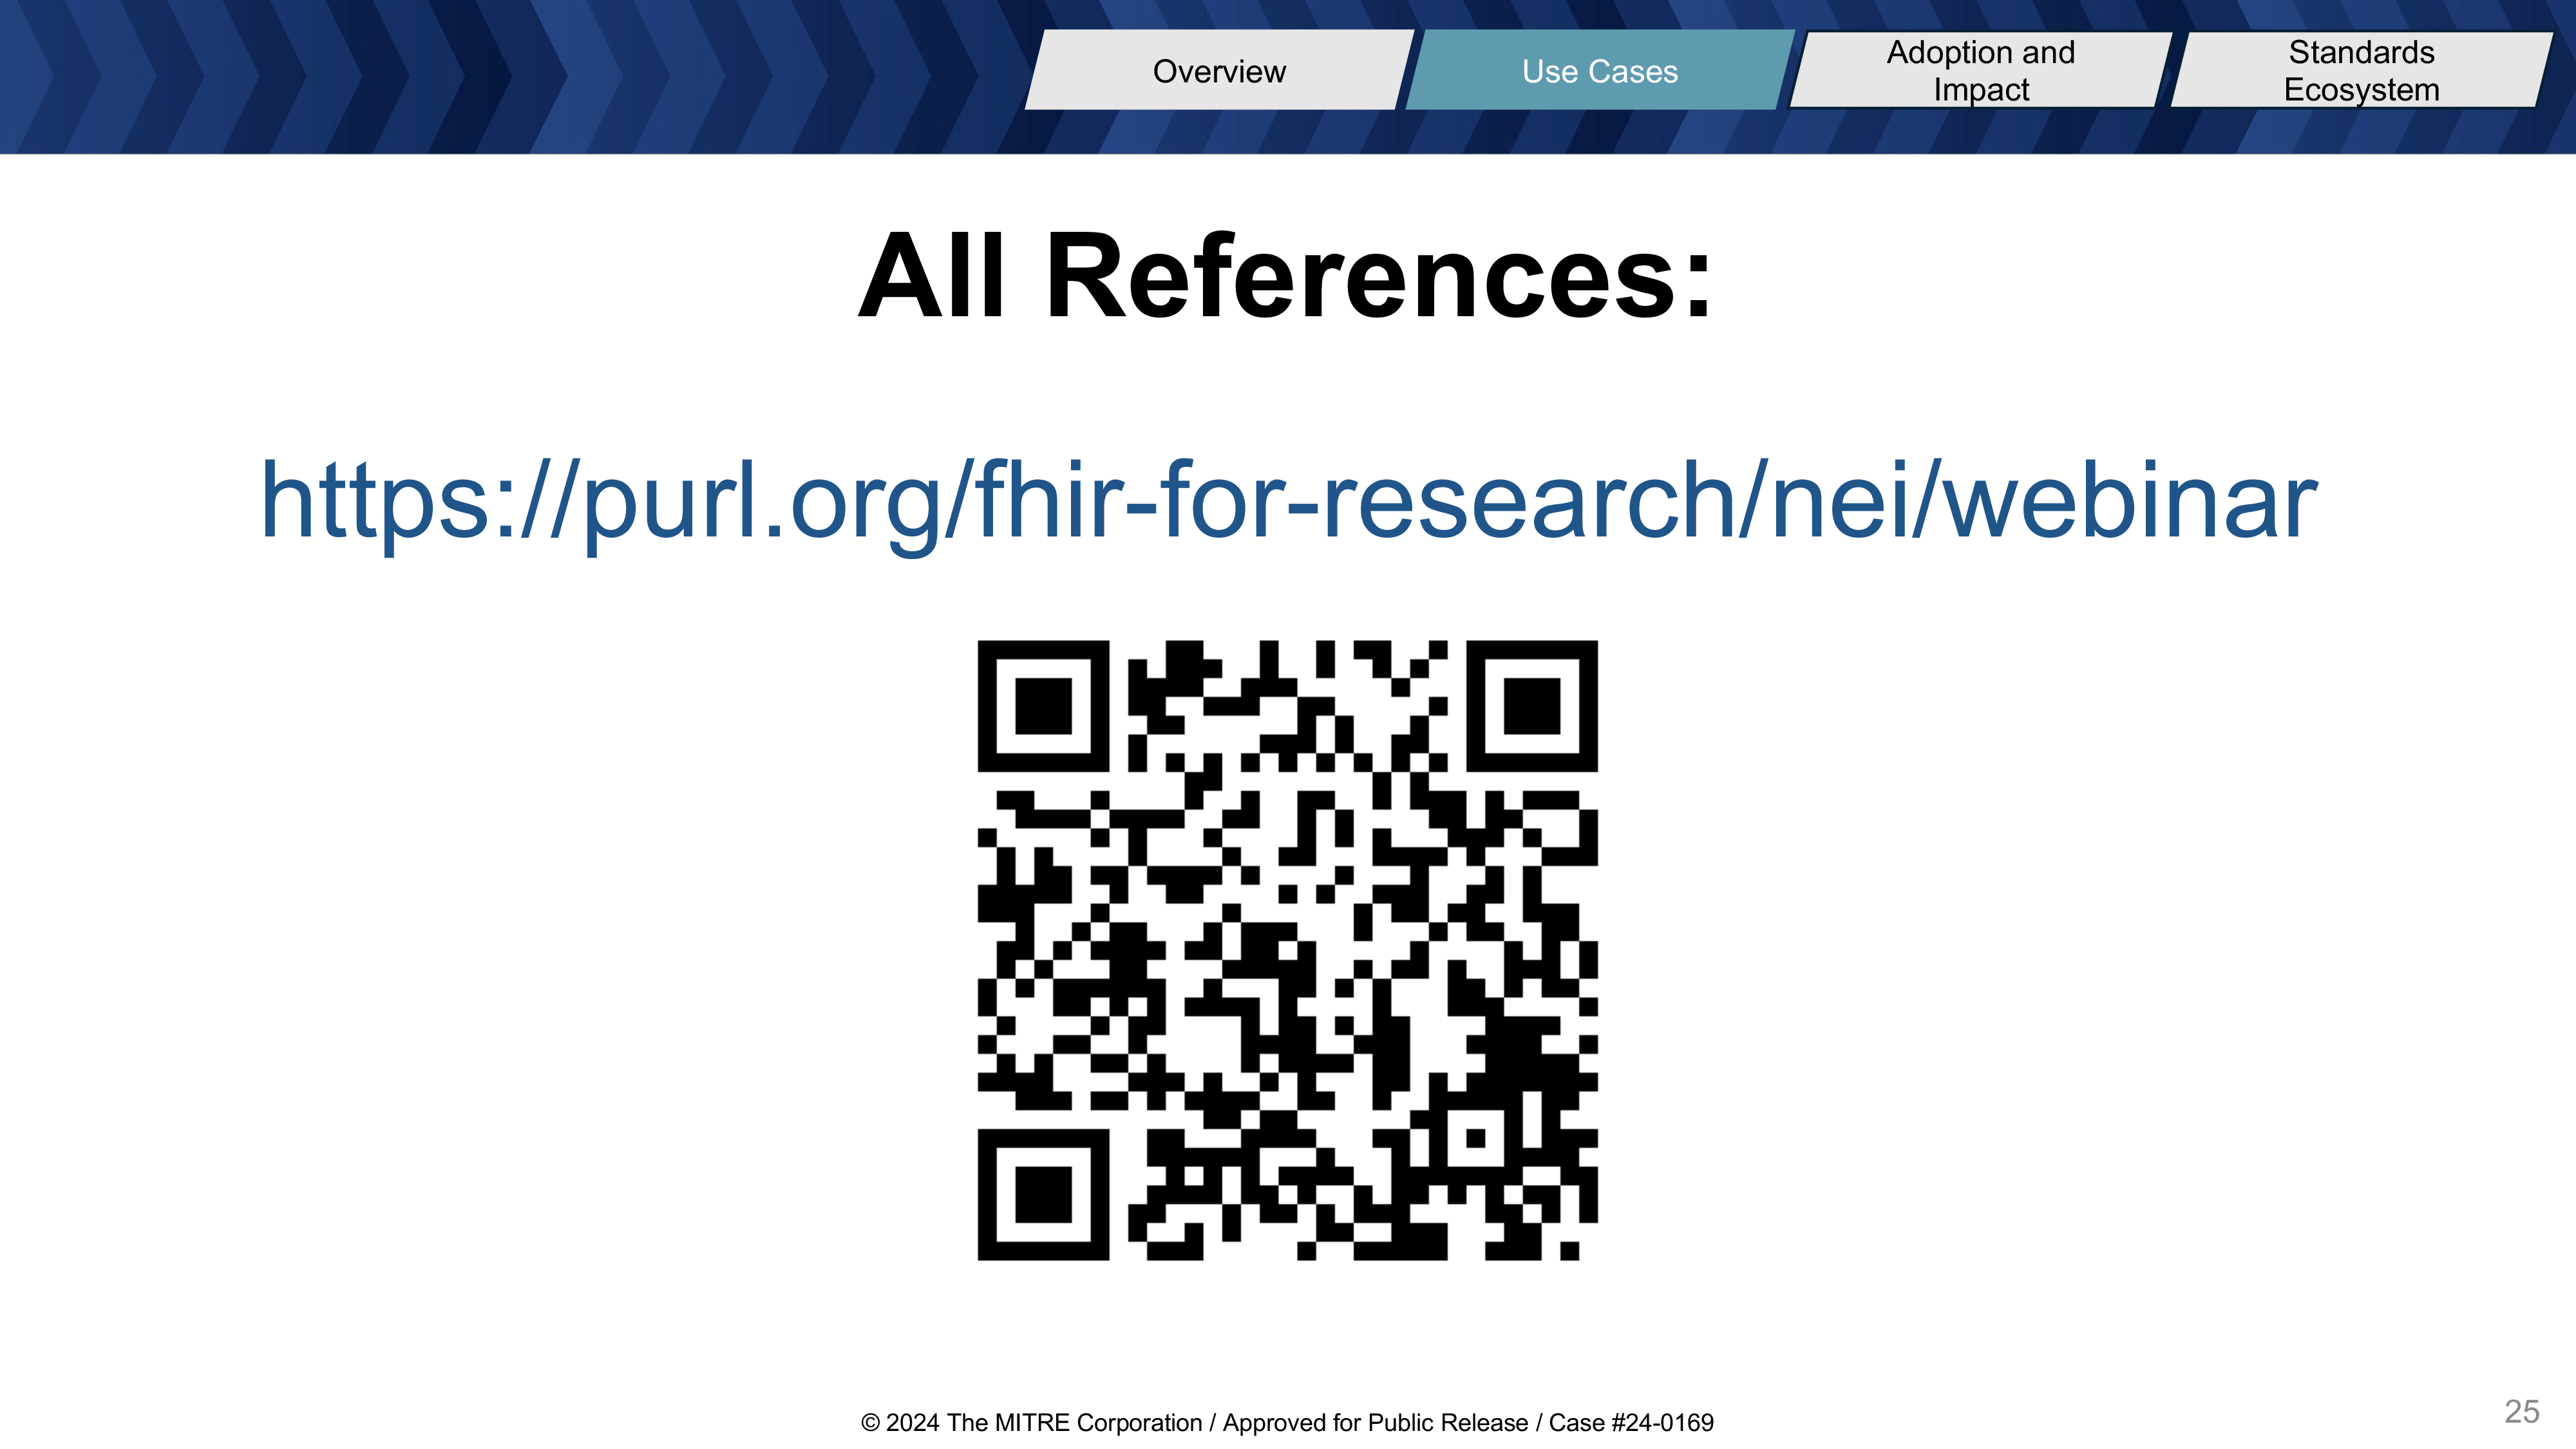 Overview
Use Cases
Adoption and
Impact
Standards
Ecosystem
All References:
https://purl.org/fhir-for-research/nei/webinar
© 2024 The MITRE Corporation / Approved for Public Release / Case #24-0169
25